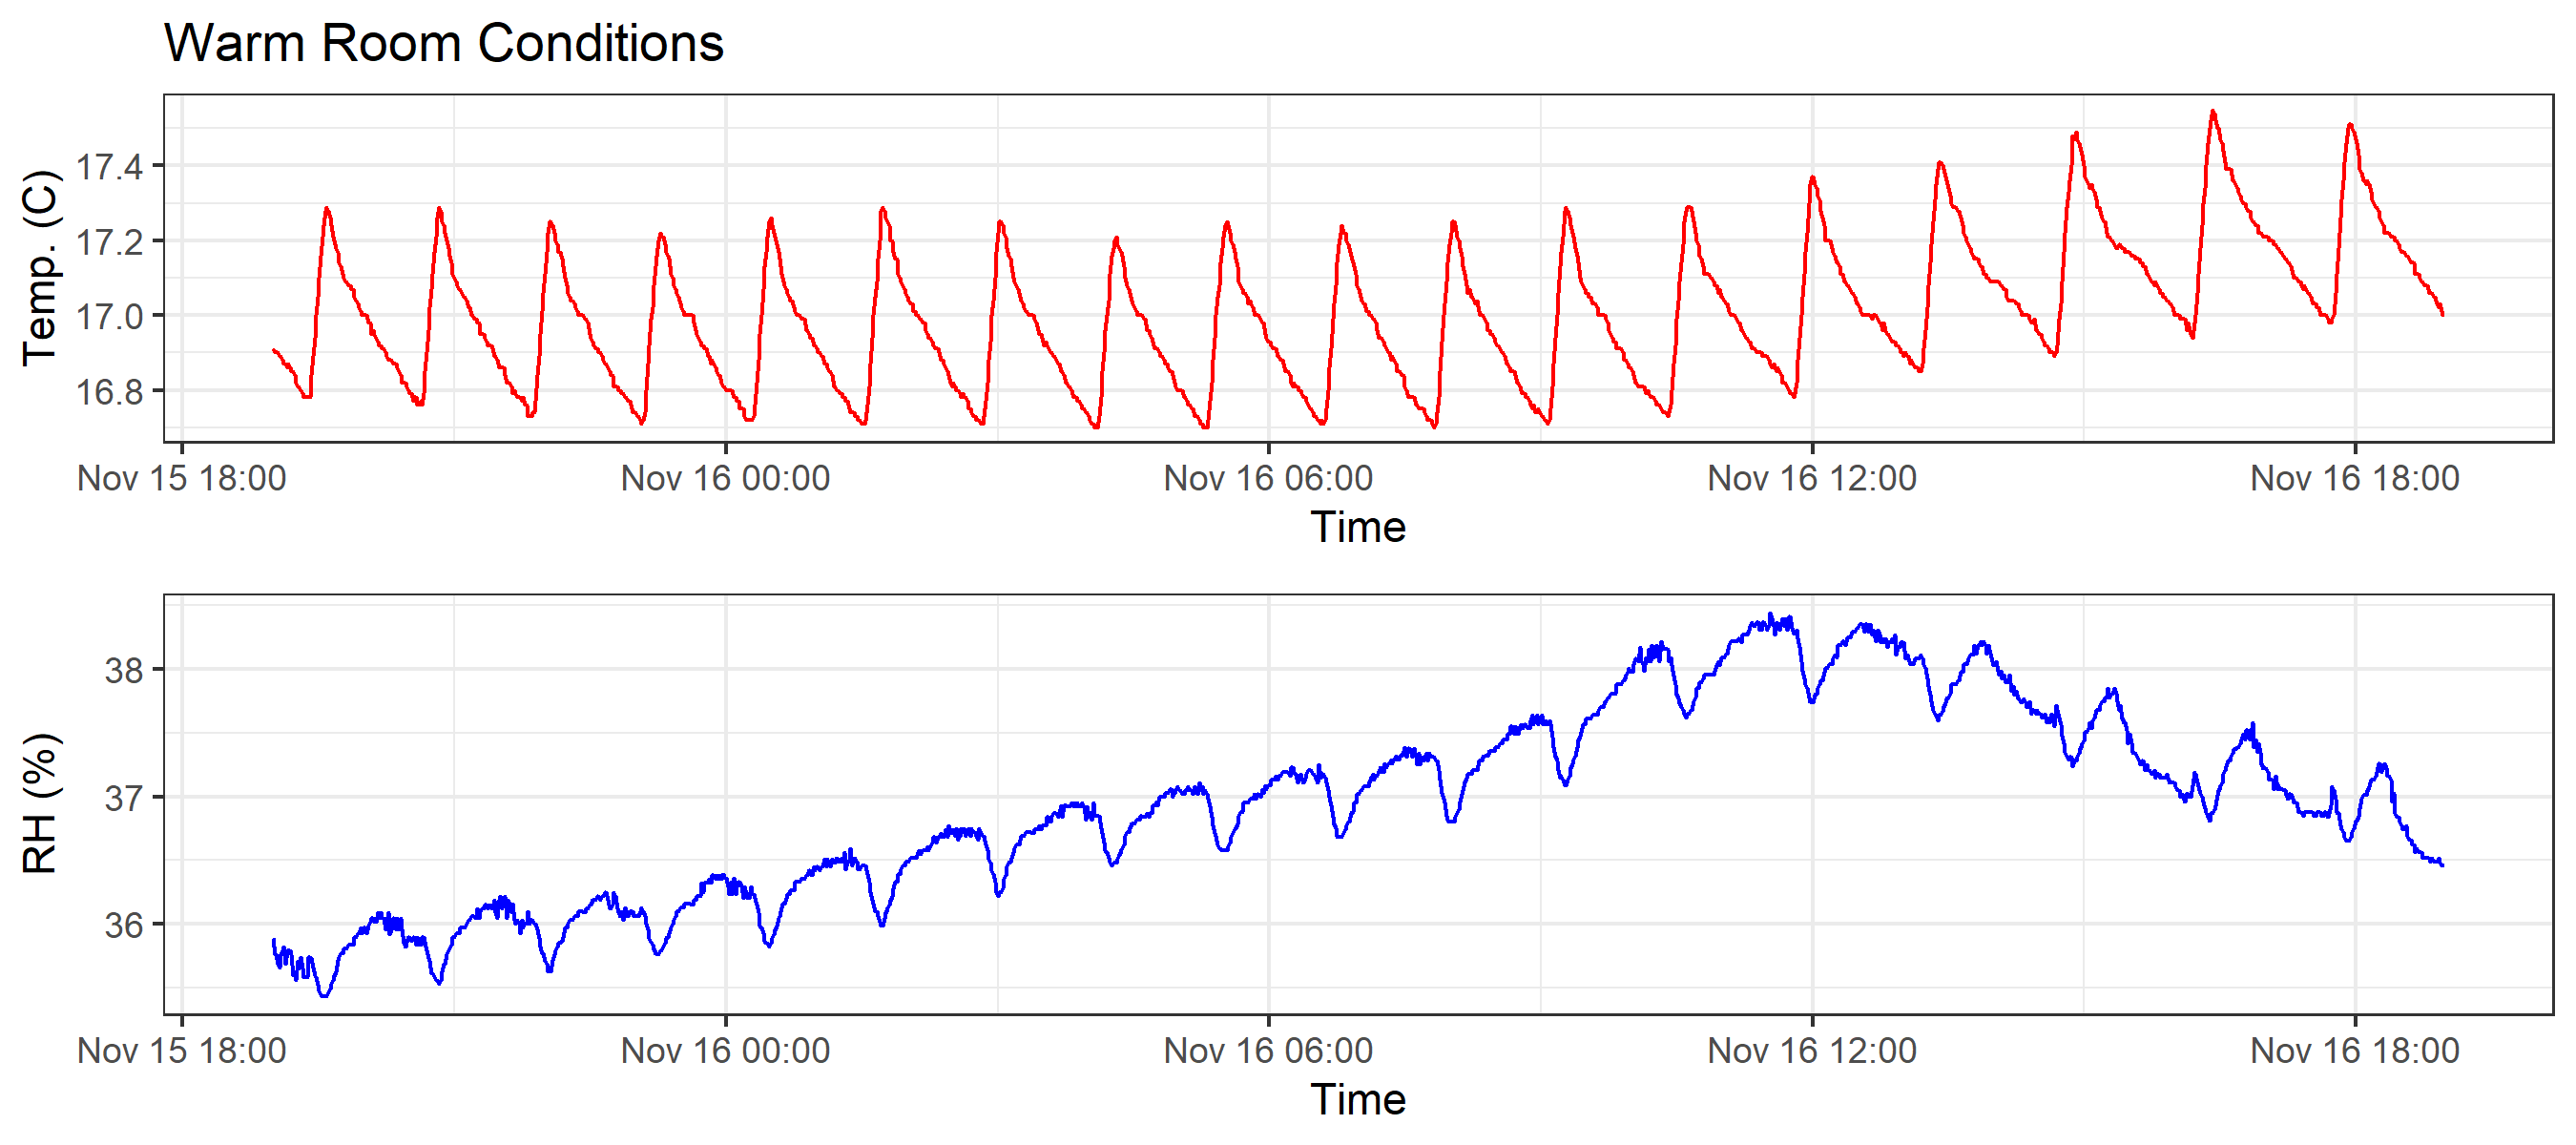 Warm Room Conditions
Temp. (C)
17.4
17.2
17.0
16.8
Nov 15 18:00 Nov 16 00:00 Nov 16 06:00 Nov 16 12:00 Nov 16 18:00
Time
RH (%)
38
37
36
Nov 15 18:00 Nov 16 00:00 Nov 16 06:00 Nov 16 12:00 Nov 16 18:00
Time